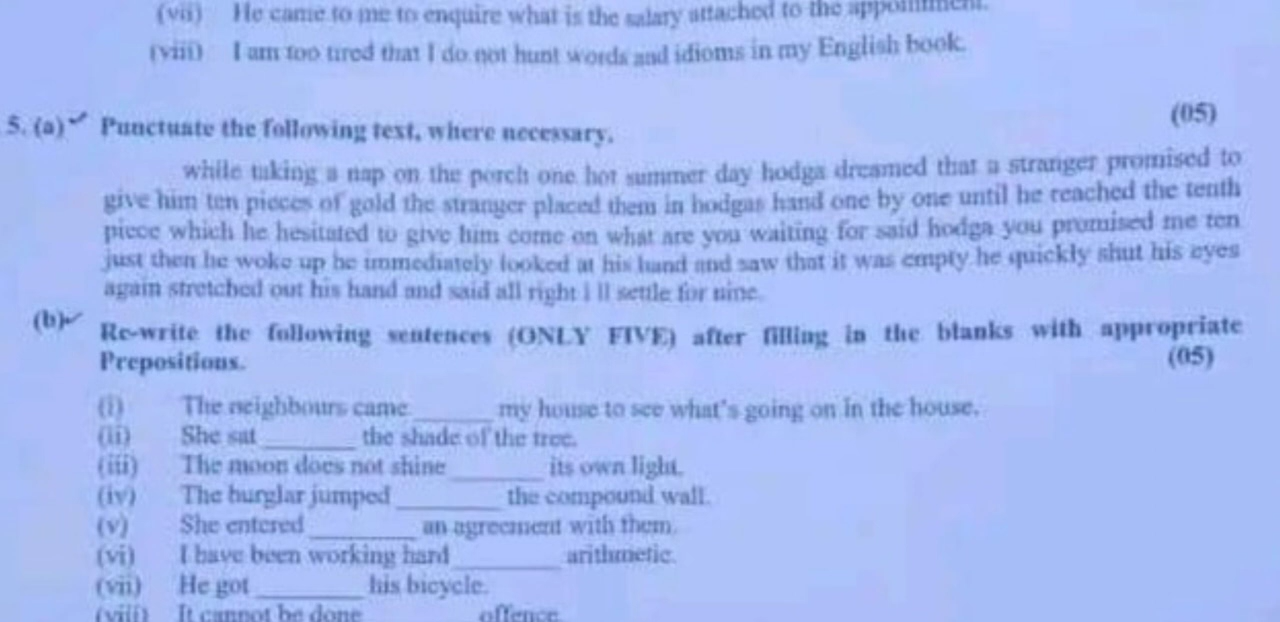 (vii) He came to me to enquire what is the salary attached to the appointment.
(viii) I am too tired that I do not hunt words and idioms in my English book.
5. (a) Punctuate the following text, where necessary. (05)
while taking a nap on the porch one hot summer day hodga dreamed that a stranger promised to
give him ten pieces of gold the stranger placed them in hodgas hand one by one until he reached the tenth
piece which he hesitated to give him come on what are you waiting for said hodga you promised me ten
just then he woke up he immediately looked at his hand and saw that it was empty he quickly shut his eyes
again stretched out his hand and said all right i ll settle for nine.
(b) Re-write the following sentences (ONLY FIVE) after filling in the blanks with appropriate
Prepositions. (05)
(i) The neighbours came ______ my house to see what's going on in the house.
(ii) She sat ______ the shade of the tree.
(iii) The moon does not shine ______ its own light.
(iv) The burglar jumped ______ the compound wall.
(v) She entered ______ an agreement with them.
(vi) I have been working hard ______ arithmetic.
(vii) He got ______ his bicycle.
(viii) It cannot be done ______ offence.